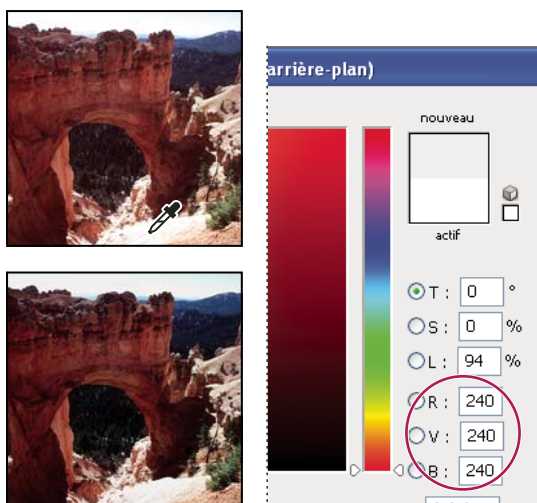 arrière-plan)
nouveau
actif
T : 0 °
S : 0 %
L : 94 %
R : 240
V : 240
B : 240